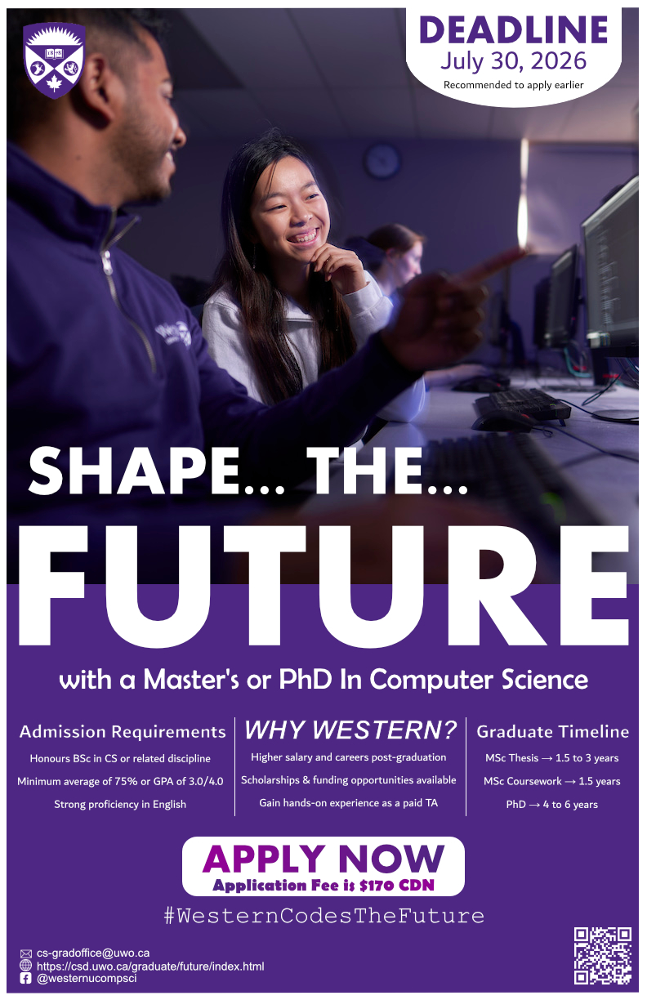 DEADLINE
July 30, 2026
Recommended to apply earlier
SHAPE... THE...
FUTURE
with a Master's or PhD In Computer Science
Admission Requirements
Honours BSc in CS or related discipline
Minimum average of 75% or GPA of 3.0/4.0
Strong proficiency in English
WHY WESTERN?
Higher salary and careers post-graduation
Scholarships & funding opportunities available
Gain hands-on experience as a paid TA
Graduate Timeline
MSc Thesis → 1.5 to 3 years
MSc Coursework → 1.5 years
PhD → 4 to 6 years
APPLY NOW
Application Fee is $170 CDN
#WesternCodesTheFuture
cs-gradoffice@uwo.ca
https://csd.uwo.ca/graduate/future/index.html
@westernucompsci